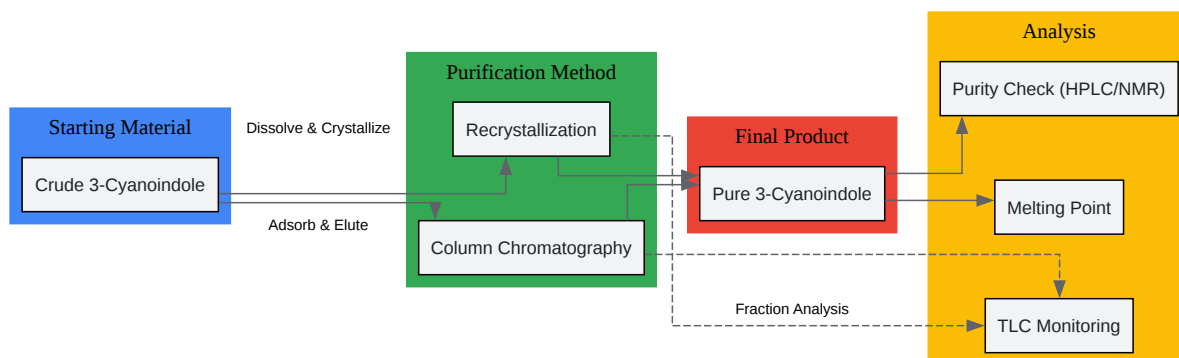 Analysis
Purification Method
Purity Check (HPLC/NMR)
Starting Material
Dissolve & Crystallize
Recrystallization
Final Product
Crude 3-Cyanoindole
Pure 3-Cyanoindole
Melting Point
Adsorb & Elute
Column Chromatography
Fraction Analysis
TLC Monitoring